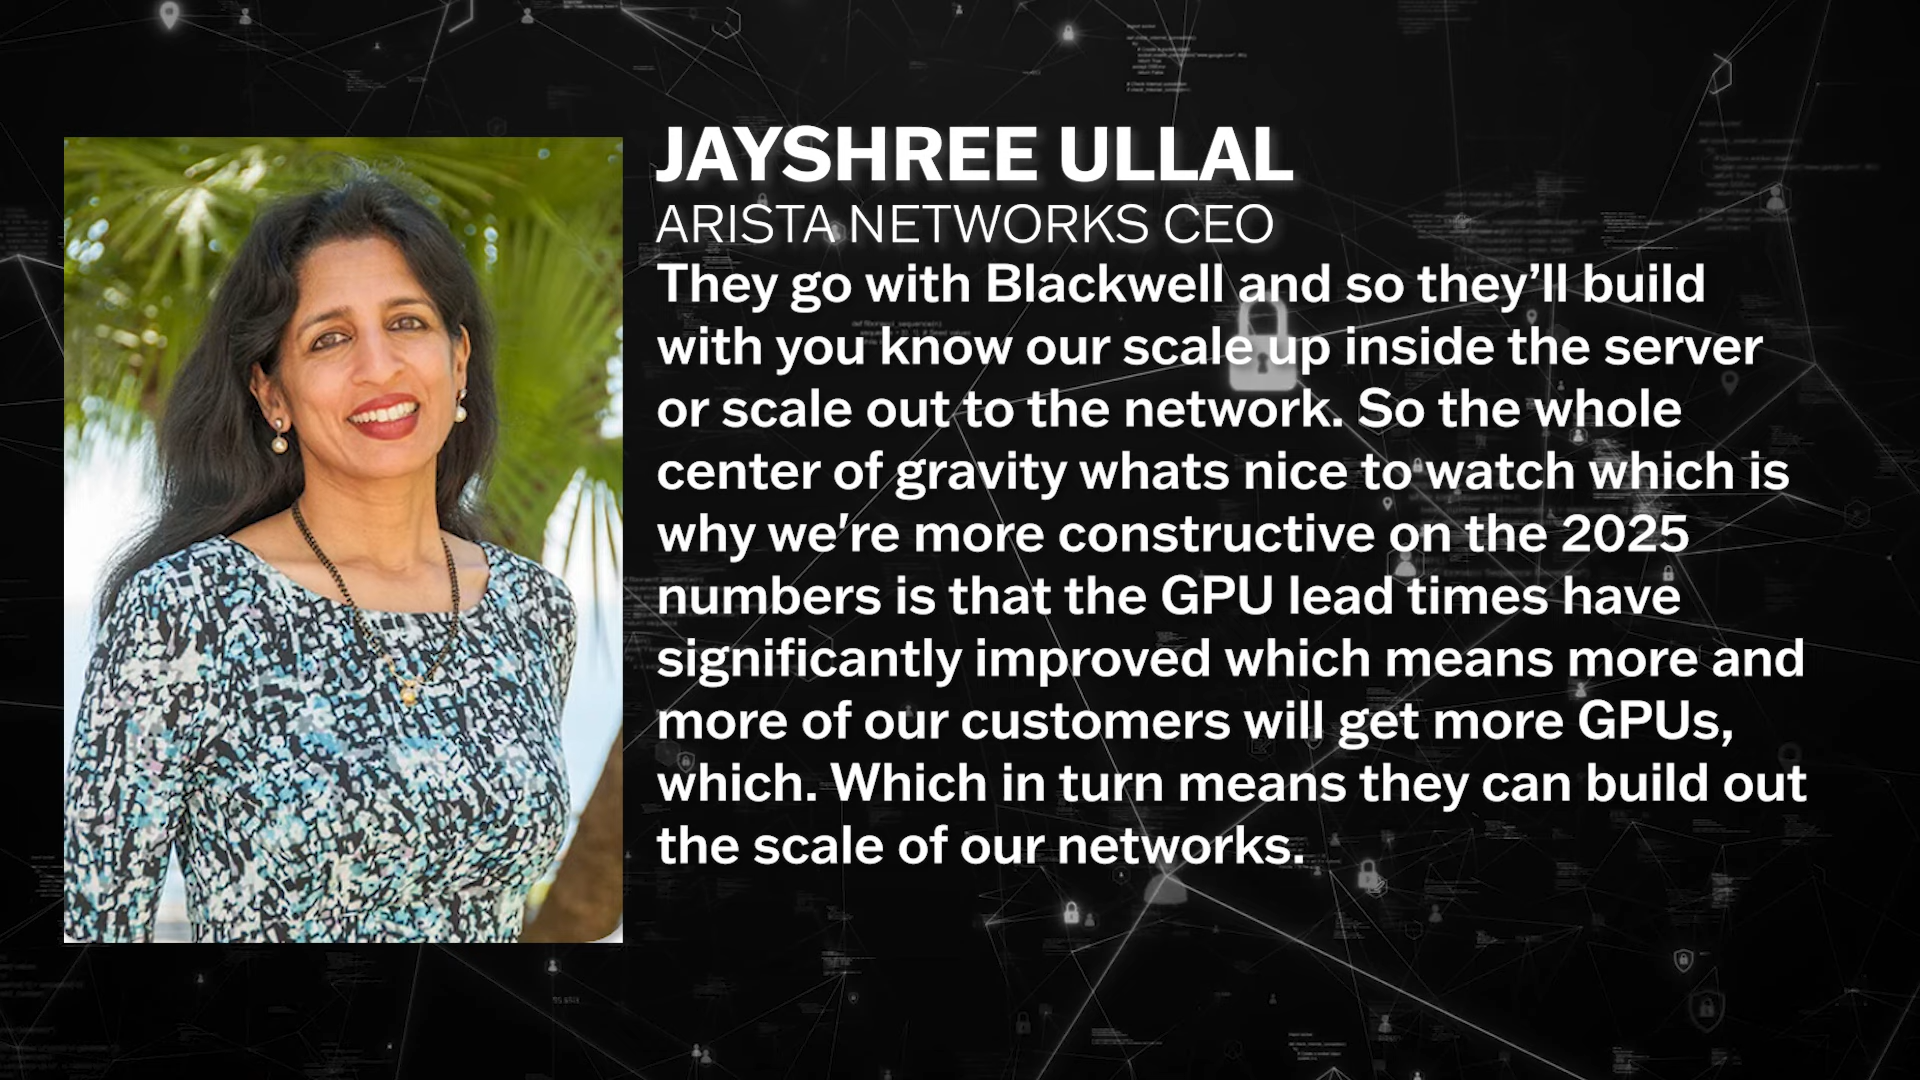 JAYSHREE ULLAL
ARISTA NETWORKS CEO
They go with Blackwell and so they’ll build
with you know our scale up inside the server
or scale out to the network. So the whole
center of gravity whats nice to watch which is
why we're more constructive on the 2025
numbers is that the GPU lead times have
significantly improved which means more and
more of our customers will get more GPUs,
which. Which in turn means they can build out
the scale of our networks.